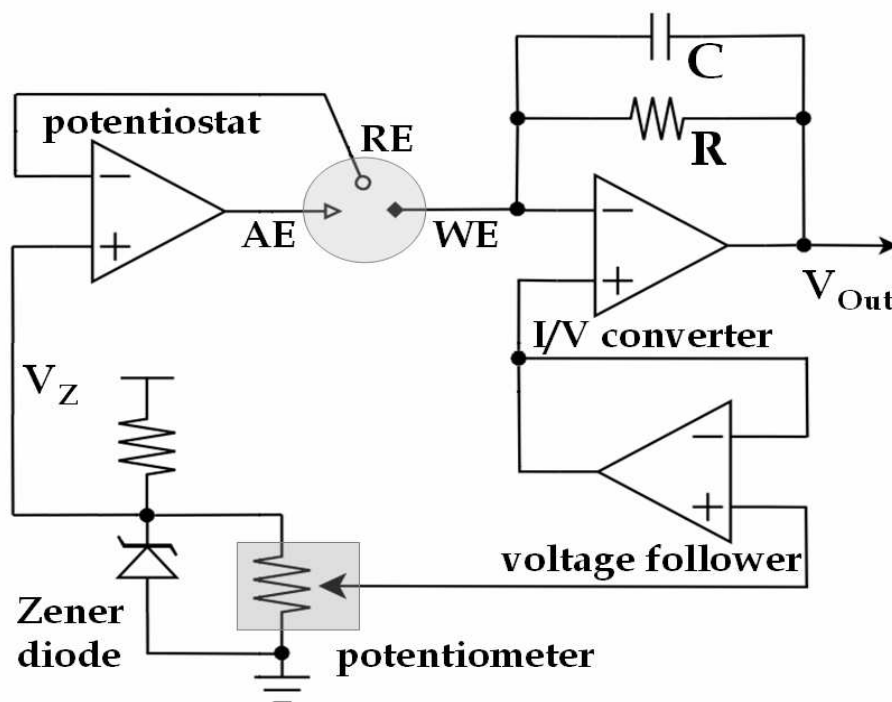 C
potentiostat
RE
R
AE
WE
V Out
I/V converter
V Z
voltage follower
Zener
diode
potentiometer